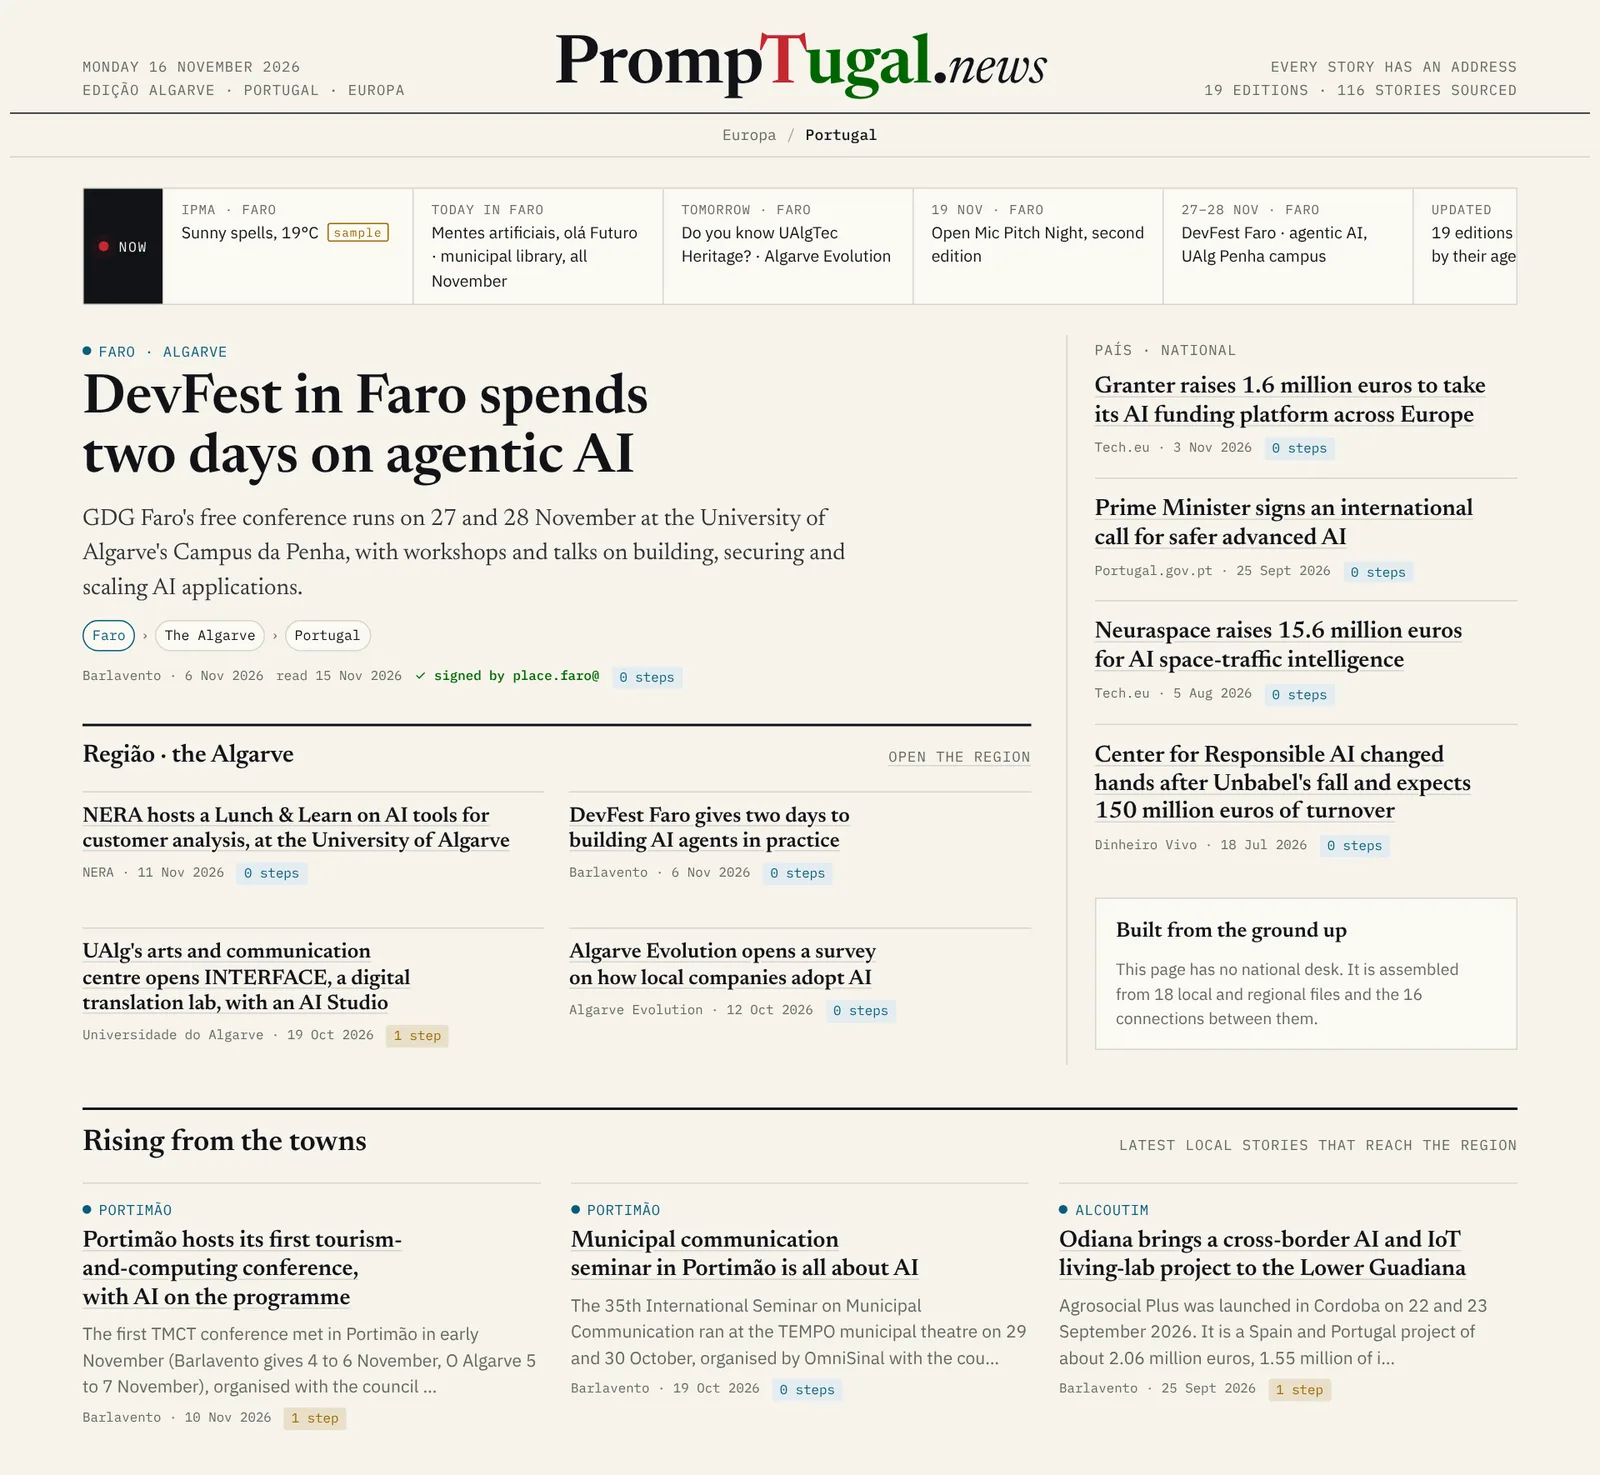 MONDAY 16 NOVEMBER 2026
EDIÇÃO ALGARVE · PORTUGAL · EUROPA
PrompTugal.news
EVERY STORY HAS AN ADDRESS
19 EDITIONS · 116 STORIES SOURCED
Europa / Portugal
NOW
IPMA · FARO
Sunny spells, 19°C sample
TODAY IN FARO
Mentes artificiais, olá Futuro
· municipal library, all
November
TOMORROW · FARO
Do you know UAlgTec
Heritage? · Algarve Evolution
19 NOV · FARO
Open Mic Pitch Night, second
edition
27–28 NOV · FARO
DevFest Faro · agentic AI,
UAlg Penha campus
UPDATED
19 editions
by their age
FARO · ALGARVE
DevFest in Faro spends
two days on agentic AI
GDG Faro's free conference runs on 27 and 28 November at the University of
Algarve's Campus da Penha, with workshops and talks on building, securing and
scaling AI applications.
Faro › The Algarve › Portugal
Barlavento · 6 Nov 2026 read 15 Nov 2026 ✓ signed by place.faro@ 0 steps
Região · the Algarve
OPEN THE REGION
NERA hosts a Lunch & Learn on AI tools for
customer analysis, at the University of Algarve
NERA · 11 Nov 2026 0 steps
DevFest Faro gives two days to
building AI agents in practice
Barlavento · 6 Nov 2026 0 steps
UAlg's arts and communication
centre opens INTERFACE, a digital
translation lab, with an AI Studio
Universidade do Algarve · 19 Oct 2026 1 step
Algarve Evolution opens a survey
on how local companies adopt AI
Algarve Evolution · 12 Oct 2026 0 steps
PAÍS · NATIONAL
Granter raises 1.6 million euros to take
its AI funding platform across Europe
Tech.eu · 3 Nov 2026 0 steps
Prime Minister signs an international
call for safer advanced AI
Portugal.gov.pt · 25 Sept 2026 0 steps
Neuraspace raises 15.6 million euros
for AI space-traffic intelligence
Tech.eu · 5 Aug 2026 0 steps
Center for Responsible AI changed
hands after Unbabel's fall and expects
150 million euros of turnover
Dinheiro Vivo · 18 Jul 2026 0 steps
Built from the ground up
This page has no national desk. It is assembled
from 18 local and regional files and the 16
connections between them.
Rising from the towns
LATEST LOCAL STORIES THAT REACH THE REGION
PORTIMÃO
Portimão hosts its first tourism-
and-computing conference,
with AI on the programme
The first TMCT conference met in Portimão in early
November (Barlavento gives 4 to 6 November, O Algarve 5
to 7 November), organised with the council ...
Barlavento · 10 Nov 2026 1 step
PORTIMÃO
Municipal communication
seminar in Portimão is all about AI
The 35th International Seminar on Municipal
Communication ran at the TEMPO municipal theatre on 29
and 30 October, organised by OmniSinal with the cou...
Barlavento · 19 Oct 2026 0 steps
ALCOUTIM
Odiana brings a cross-border AI and IoT
living-lab project to the Lower Guadiana
Agrosocial Plus was launched in Cordoba on 22 and 23
September 2026. It is a Spain and Portugal project of
about 2.06 million euros, 1.55 million of i...
Barlavento · 25 Sept 2026 1 step